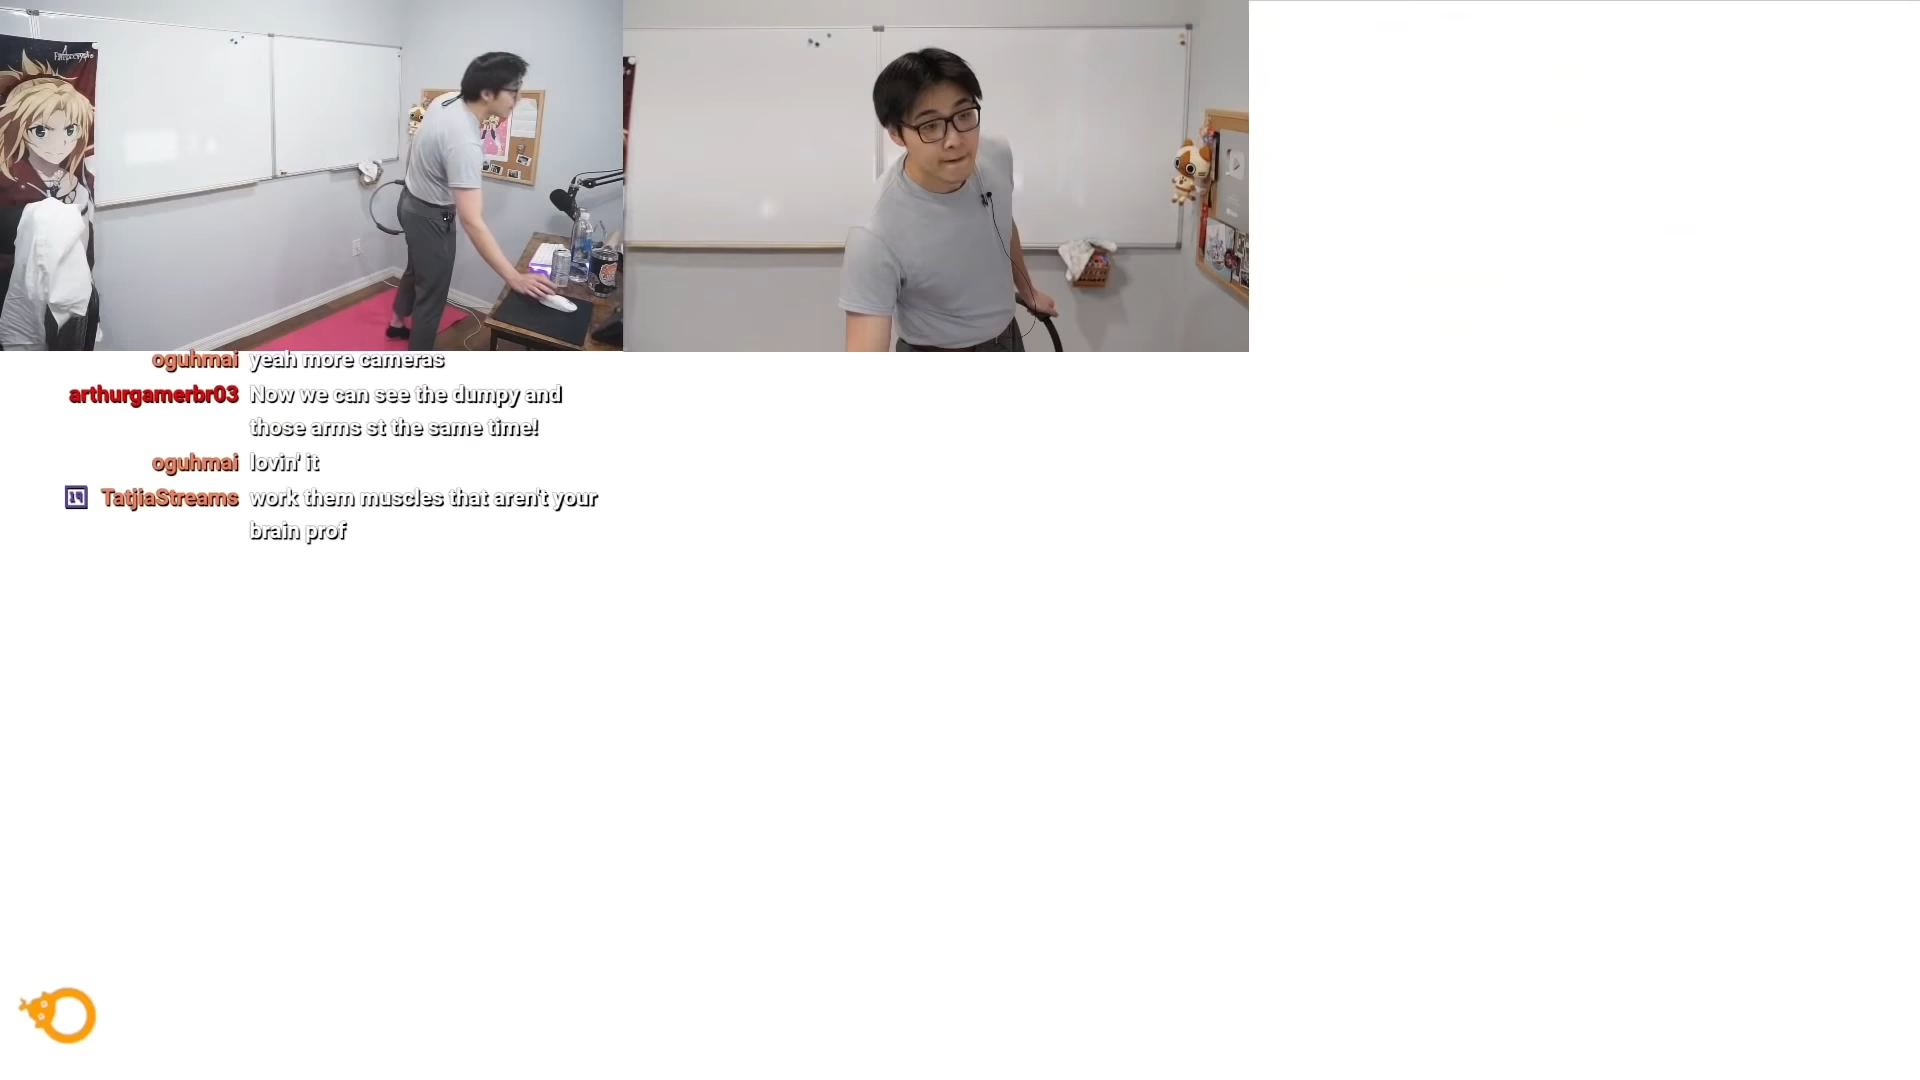 oguhmai yeah more cameras
arthurgamerbr03 Now we can see the dumpy and
those arms st the same time!
oguhmai lovin' it
TatjiaStreams work them muscles that aren't your
brain prof